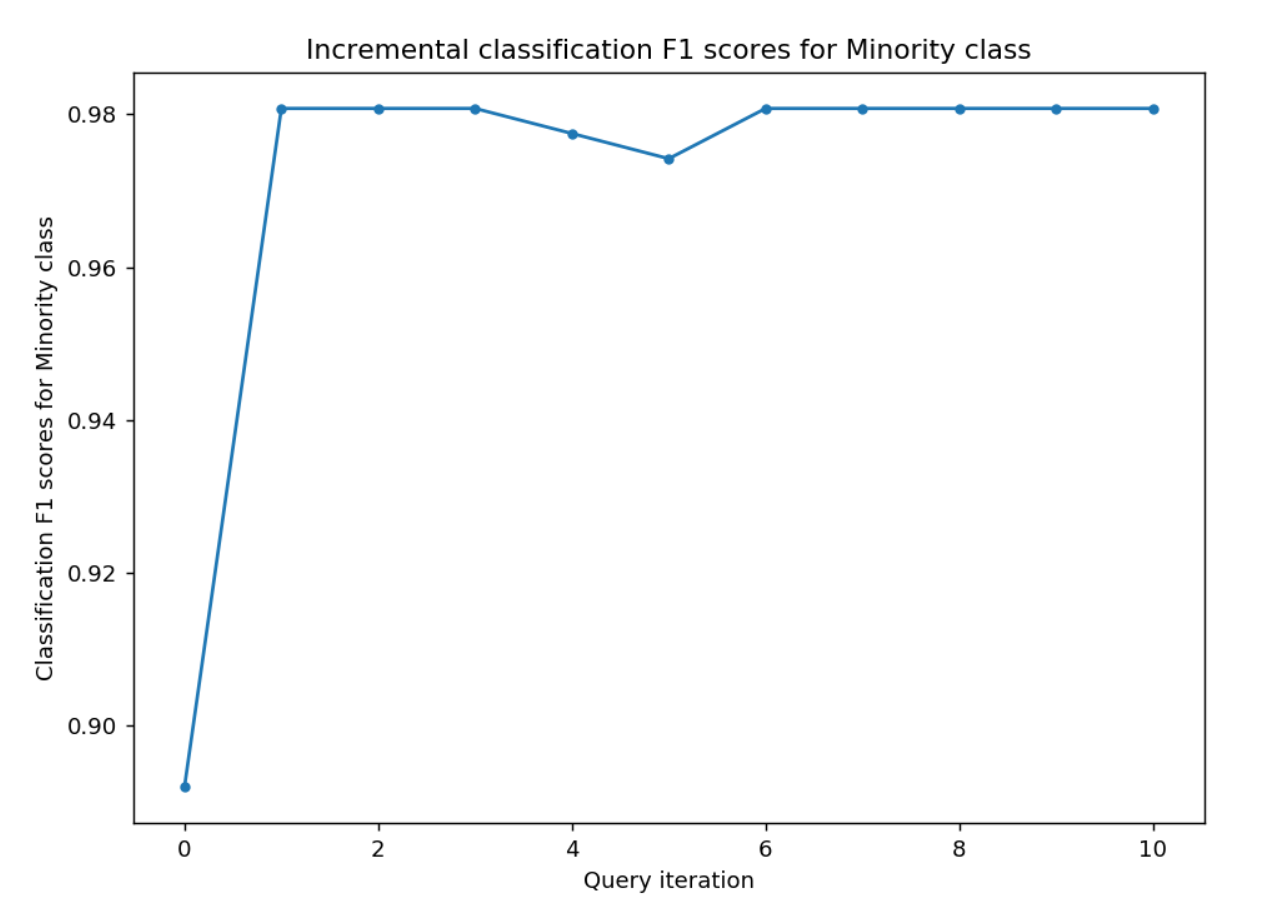 Incremental classification F1 scores for Minority class
Classification F1 scores for Minority class
0.98
0.96
0.94
0.92
0.90
0 2 4 6 8 10
Query iteration